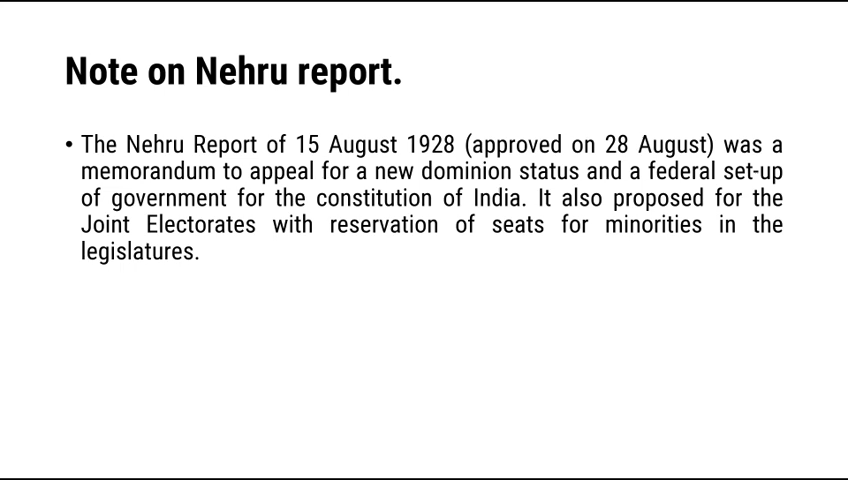 Note on Nehru report.
• The Nehru Report of 15 August 1928 (approved on 28 August) was a
memorandum to appeal for a new dominion status and a federal set-up
of government for the constitution of India. It also proposed for the
Joint Electorates with reservation of seats for minorities in the
legislatures.